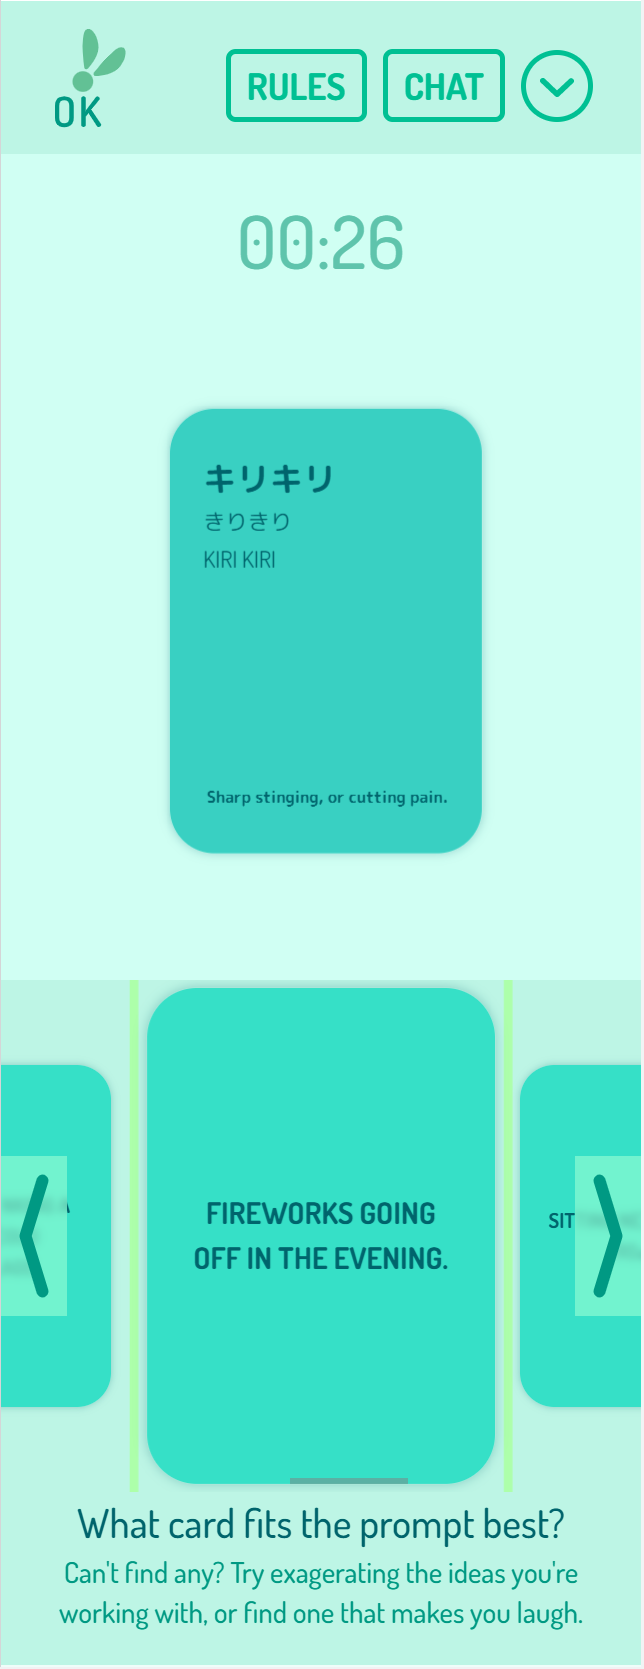 OK
RULES
CHAT
00:26
キリキリ
きりきり
KIRI KIRI
Sharp stinging, or cutting pain.
FIREWORKS GOING
OFF IN THE EVENING.
What card fits the prompt best?
Can't find any? Try exagerating the ideas you're
working with, or find one that makes you laugh.